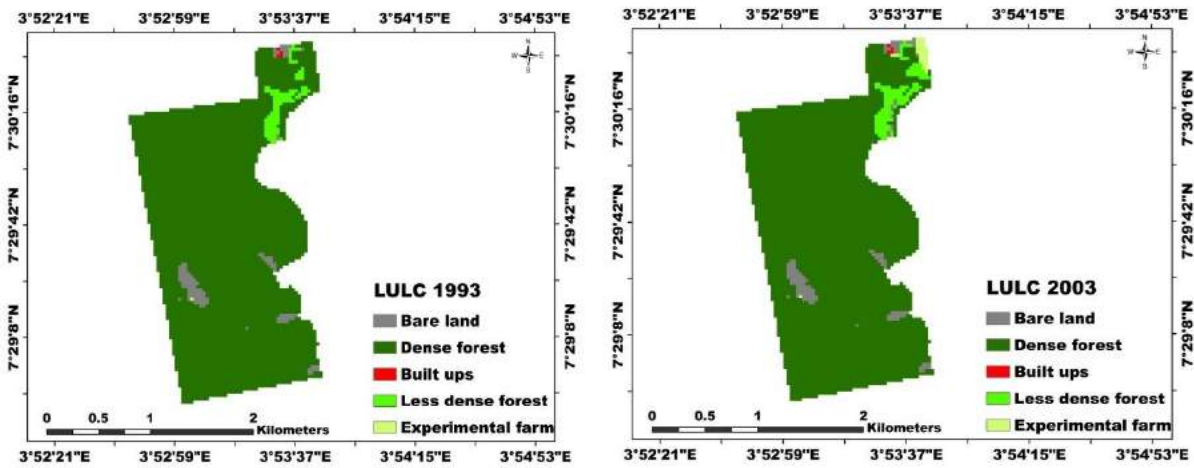 3°52'21"E 3°52'59"E 3°53'37"E 3°54'15"E 3°54'53"E
N
W E
S
7°30'16"N
7°29'42"N
7°29'8"N
7°30'16"N
7°29'42"N
7°29'8"N
LULC 1993
Bare land
Dense forest
Built ups
Less dense forest
Experimental farm
0 0.5 1 2
Kilometers
3°52'21"E 3°52'59"E 3°53'37"E 3°54'15"E 3°54'53"E
3°52'21"E 3°52'59"E 3°53'37"E 3°54'15"E 3°54'53"E
N
W E
S
7°30'16"N
7°29'42"N
7°29'8"N
7°30'16"N
7°29'42"N
7°29'8"N
LULC 2003
Bare land
Dense forest
Built ups
Less dense forest
Experimental farm
0 0.5 1 2
Kilometers
3°52'21"E 3°52'59"E 3°53'37"E 3°54'15"E 3°54'53"E